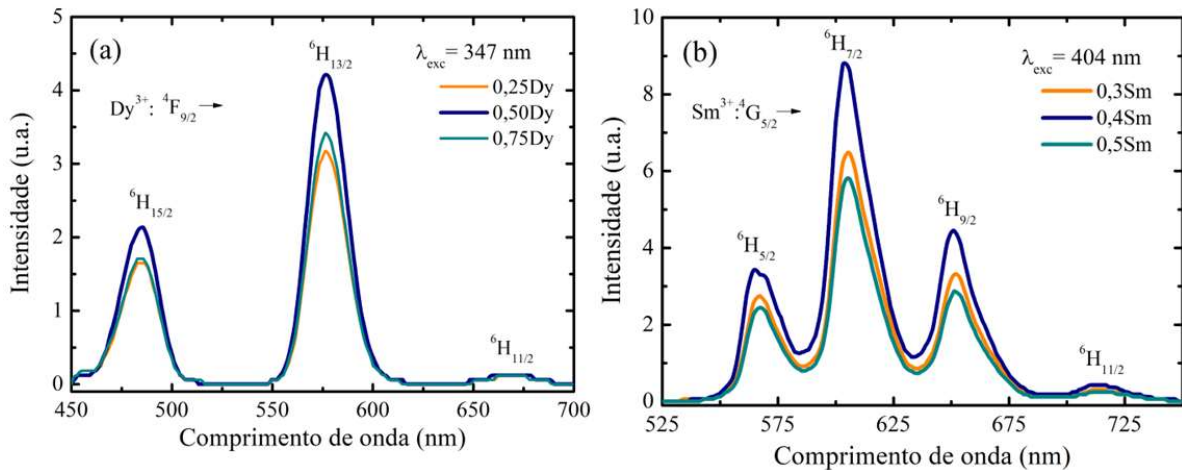 (a)
⁶H₁₃/₂
λexc = 347 nm
0,25Dy
0,50Dy
0,75Dy
Dy³⁺: ⁴F₉/₂ →
⁶H₁₅/₂
⁶H₁₁/₂
Intensidade (u.a.)
5
4
3
2
1
0
450 500 550 600 650 700
Comprimento de onda (nm)
(b)
⁶H₇/₂
λexc = 404 nm
0,3Sm
0,4Sm
0,5Sm
Sm³⁺:⁴G₅/₂ →
⁶H₉/₂
⁶H₅/₂
⁶H₁₁/₂
Intensidade (u.a.)
10
8
6
4
2
0
525 575 625 675 725
Comprimento de onda (nm)